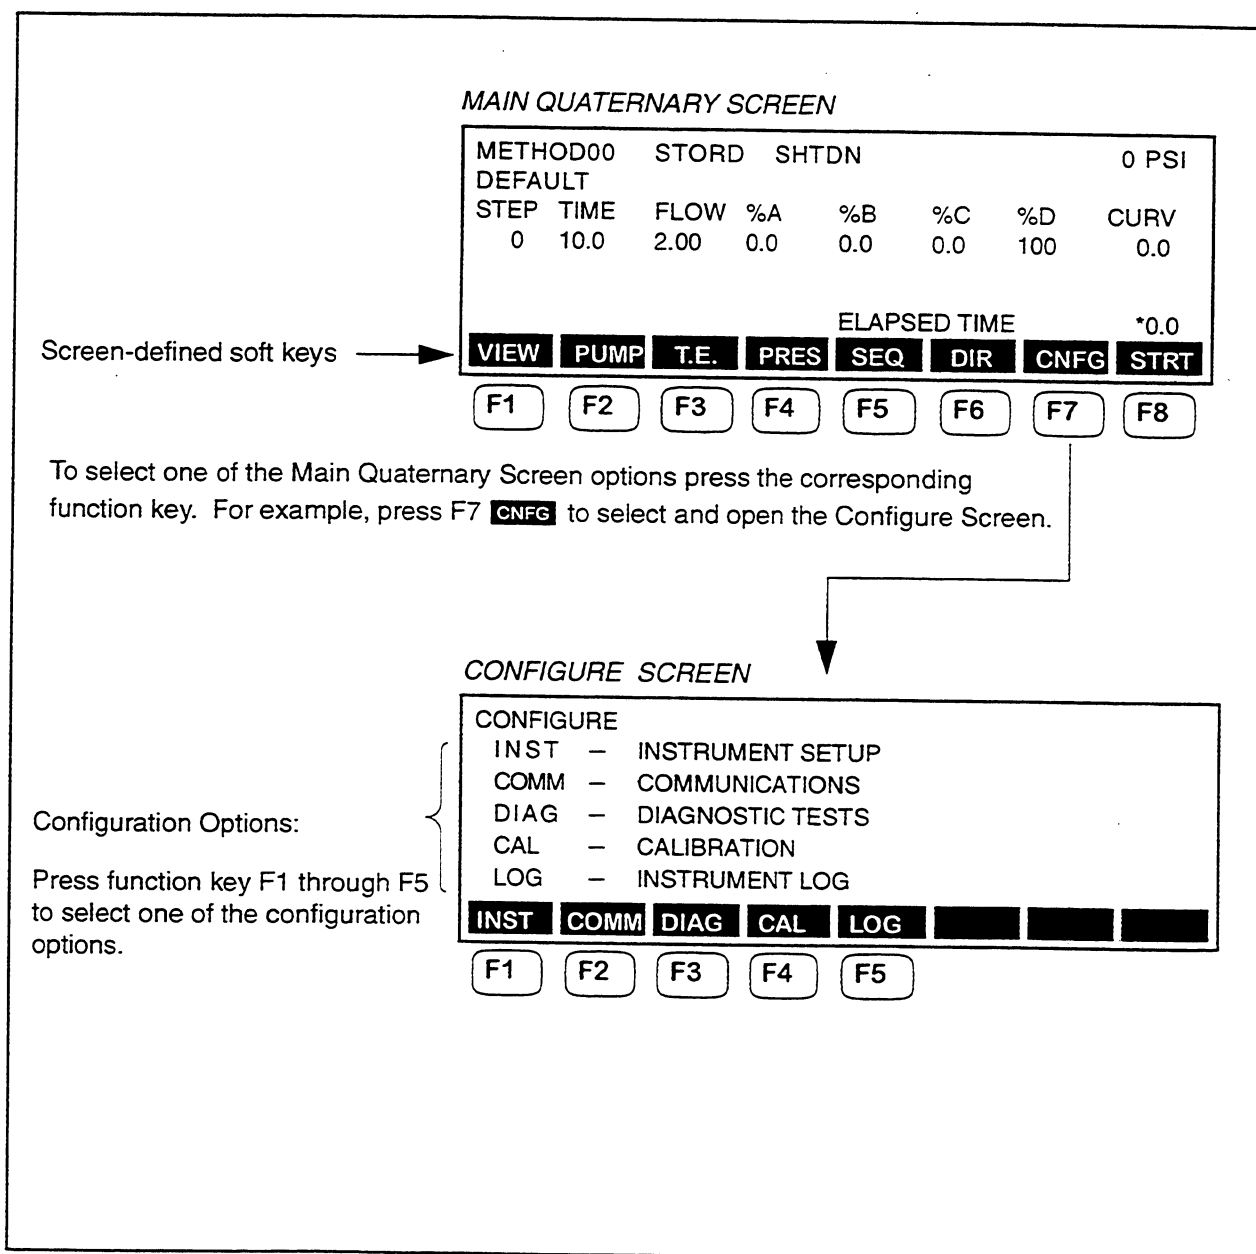 MAIN QUATERNARY SCREEN
METHOD00 STORD SHTDN 0 PSI
DEFAULT
STEP TIME FLOW %A %B %C %D CURV
0 10.0 2.00 0.0 0.0 0.0 100 0.0
ELAPSED TIME *0.0
Screen-defined soft keys
VIEW PUMP T.E. PRES SEQ DIR CNFG STRT
F1 F2 F3 F4 F5 F6 F7 F8
To select one of the Main Quaternary Screen options press the corresponding
function key. For example, press F7 CNFG to select and open the Configure Screen.
CONFIGURE SCREEN
CONFIGURE
INST – INSTRUMENT SETUP
COMM – COMMUNICATIONS
DIAG – DIAGNOSTIC TESTS
CAL – CALIBRATION
LOG – INSTRUMENT LOG
Configuration Options:
Press function key F1 through F5
to select one of the configuration
options.
INST COMM DIAG CAL LOG
F1 F2 F3 F4 F5